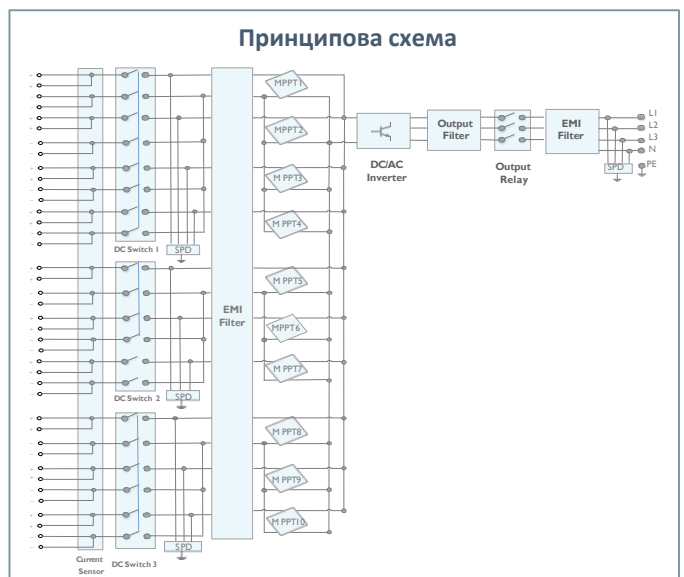 Принципова схема
MPPT1
MPPT2
M PPT3
M PPT4
DC Switch 1
SPD
M PPT5
MPPT6
M PPT7
DC Switch 2
SPD
M PPT8
M PPT9
M PPT10
Current
Sensor
DC Switch 3
SPD
EMI
Filter
DC/AC
Inverter
Output
Filter
Output
Relay
EMI
Filter
L1
L2
L3
N
PE
SPD